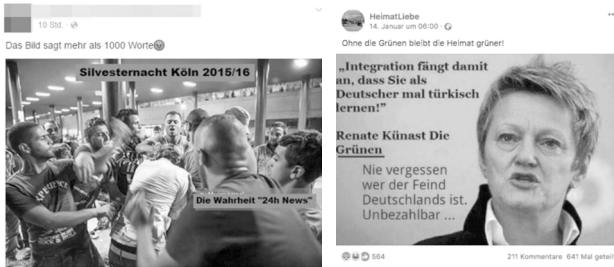 10 Std. ·
Das Bild sagt mehr als 1000 Worte
Silvesternacht Köln 2015/16
Die Wahrheit "24h News"
HeimatLiebe
14. Januar um 06:00 ·
Ohne die Grünen bleibt die Heimat grüner!
„Integration fängt damit
an, dass Sie als
Deutscher mal türkisch
lernen!"
Renate Künast Die
Grünen
Nie vergessen
wer der Feind
Deutschlands ist.
Unbezahlbar ...
564
211 Kommentare 641 Mal geteilt